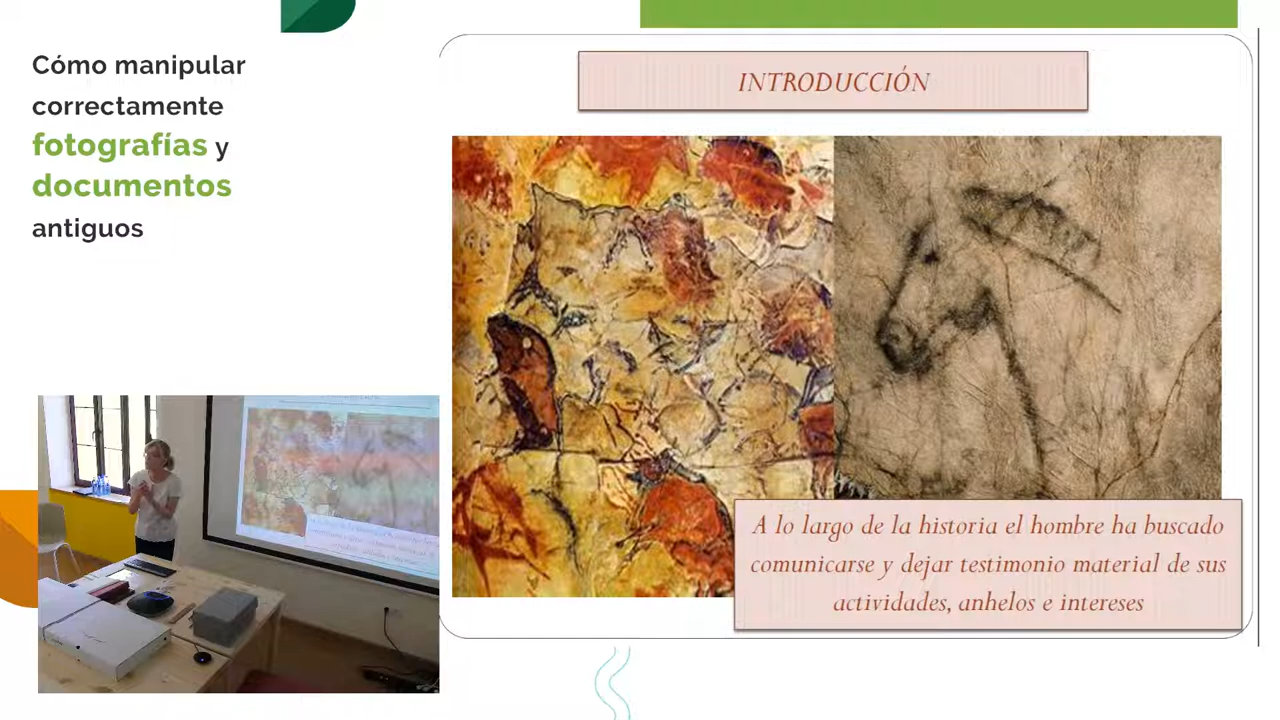 Cómo manipular
correctamente
fotografías y
documentos
antiguos
INTRODUCCIÓN
A lo largo de la historia el hombre ha buscado
comunicarse y dejar testimonio material de sus
actividades, anhelos e intereses